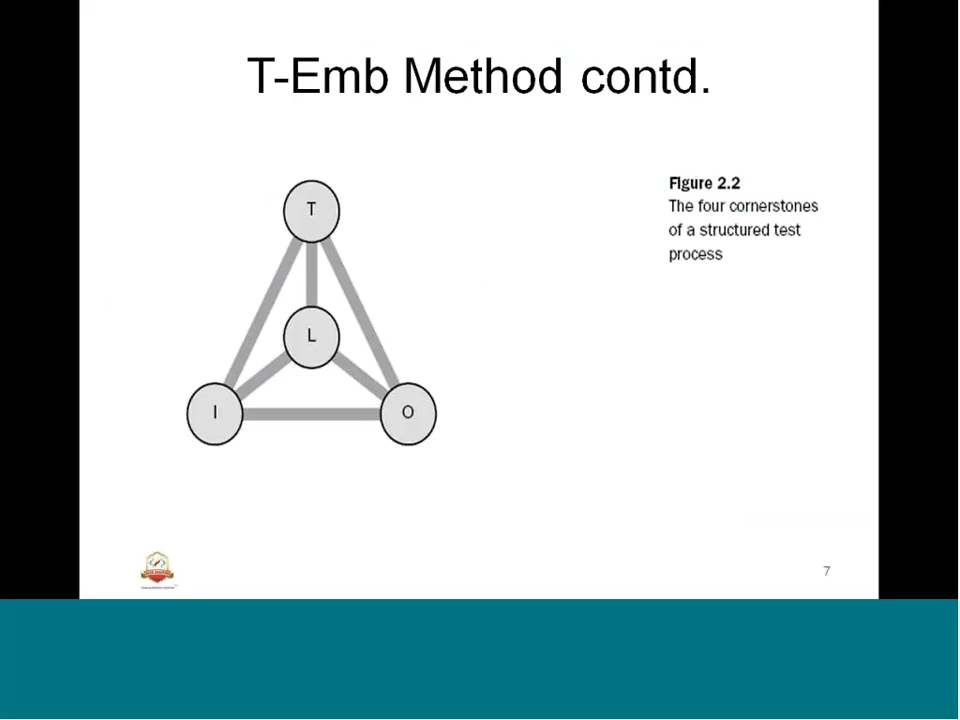 T-Emb Method contd.
T
L
I
O
Figure 2.2
The four cornerstones
of a structured test
process
7